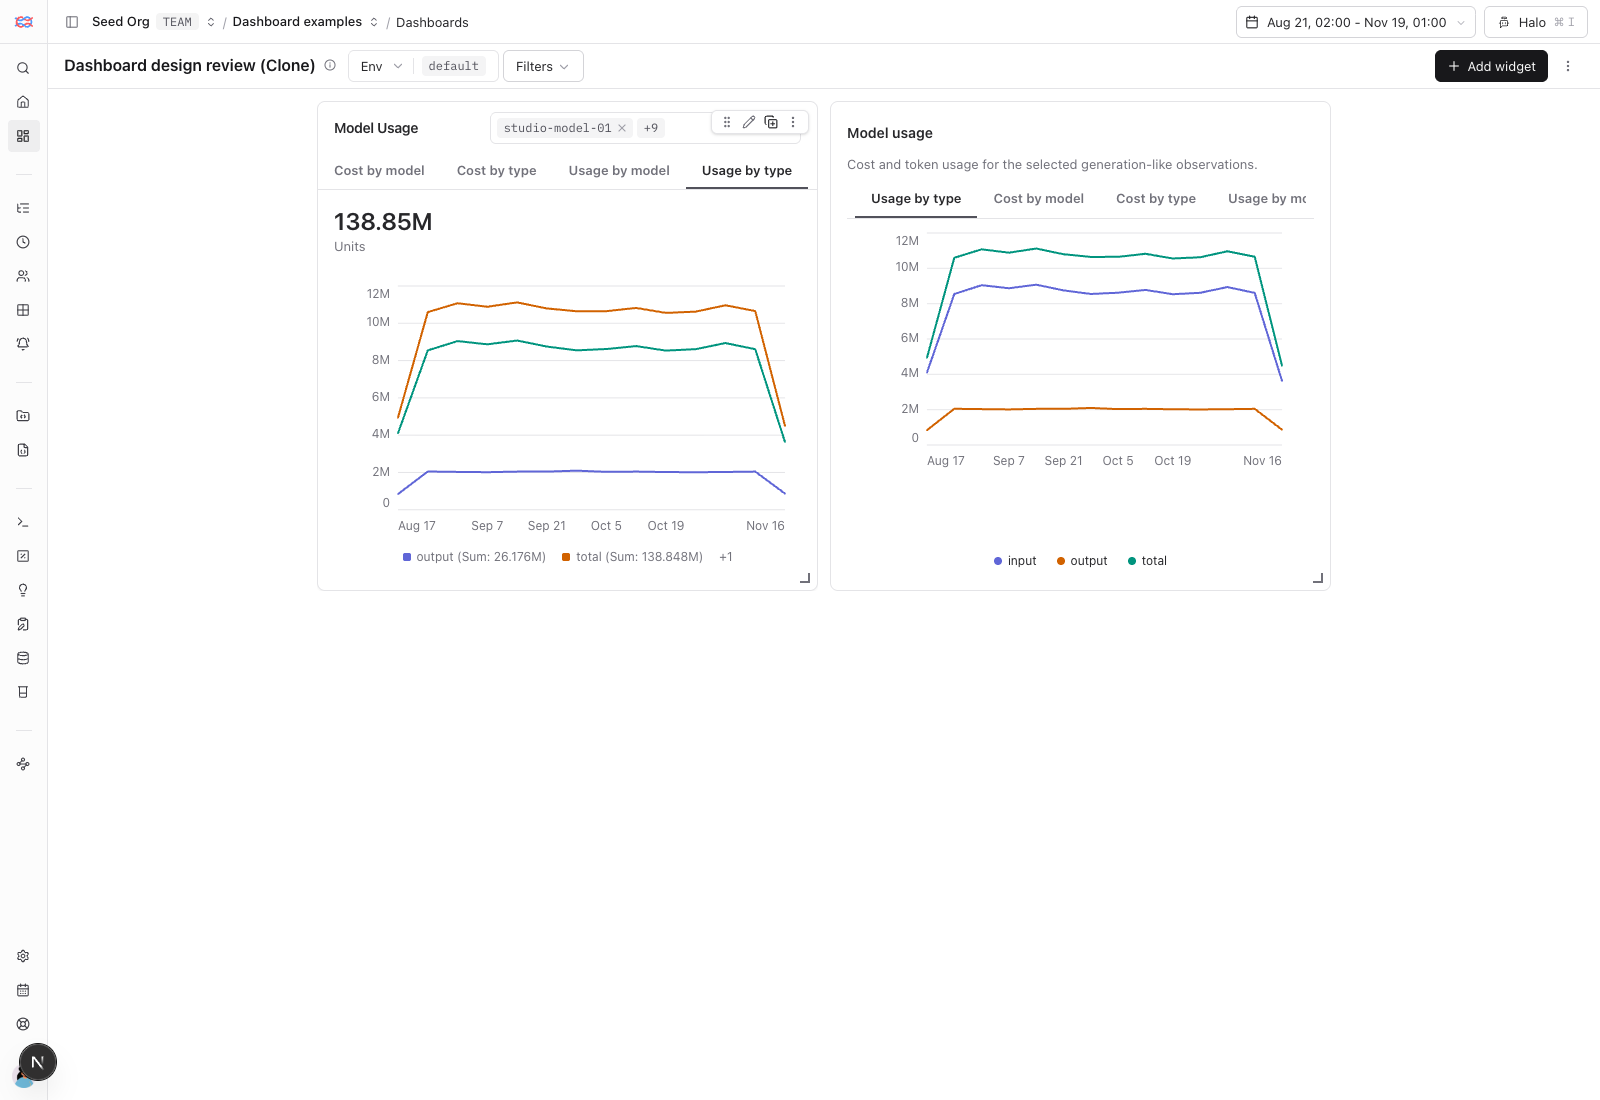 Seed Org TEAM / Dashboard examples / Dashboards
Aug 21, 02:00 - Nov 19, 01:00
Halo ⌘ I
Dashboard design review (Clone)
Env default
Filters
+ Add widget
Model Usage
studio-model-01 × +9
Cost by model Cost by type Usage by model Usage by type
138.85M
Units
12M
10M
8M
6M
4M
2M
0
Aug 17 Sep 7 Sep 21 Oct 5 Oct 19 Nov 16
output (Sum: 26.176M) total (Sum: 138.848M) +1
Model usage
Cost and token usage for the selected generation-like observations.
Usage by type Cost by model Cost by type Usage by mo
12M
10M
8M
6M
4M
2M
0
Aug 17 Sep 7 Sep 21 Oct 5 Oct 19 Nov 16
input output total
N